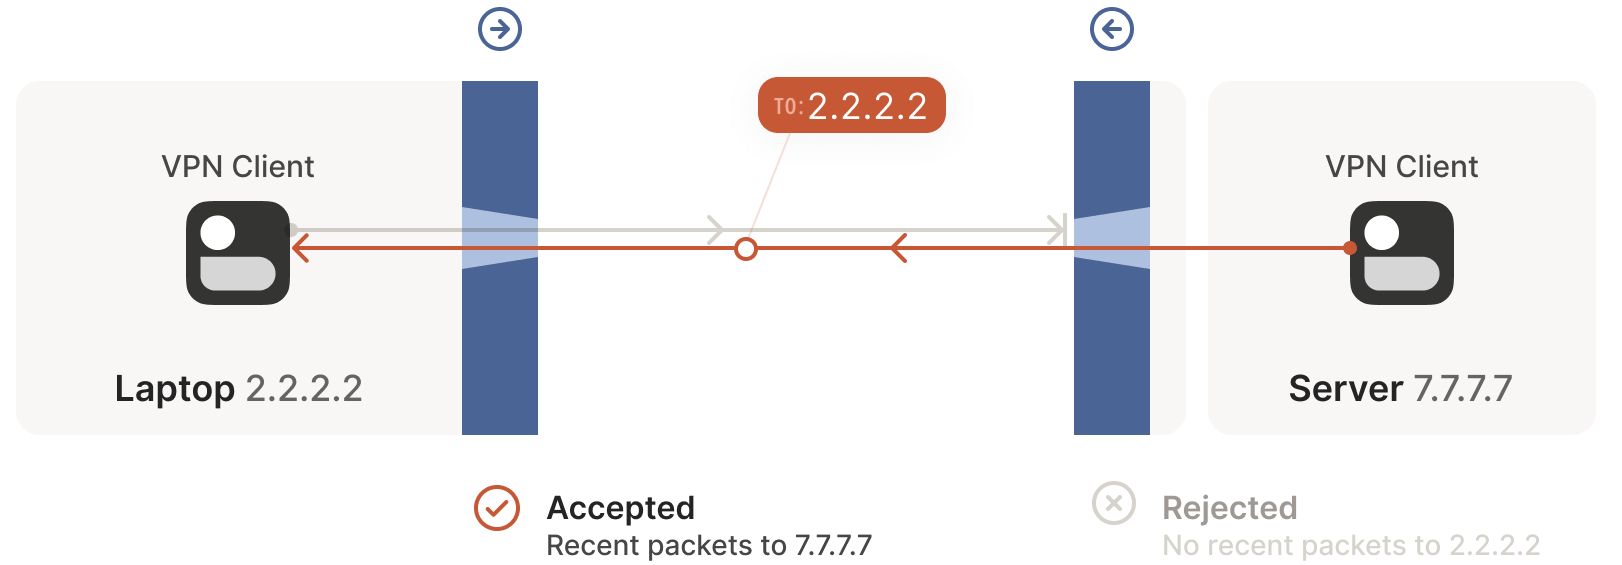 TO: 2.2.2.2
VPN Client
VPN Client
Laptop 2.2.2.2
Server 7.7.7.7
Accepted
Recent packets to 7.7.7.7
Rejected
No recent packets to 2.2.2.2